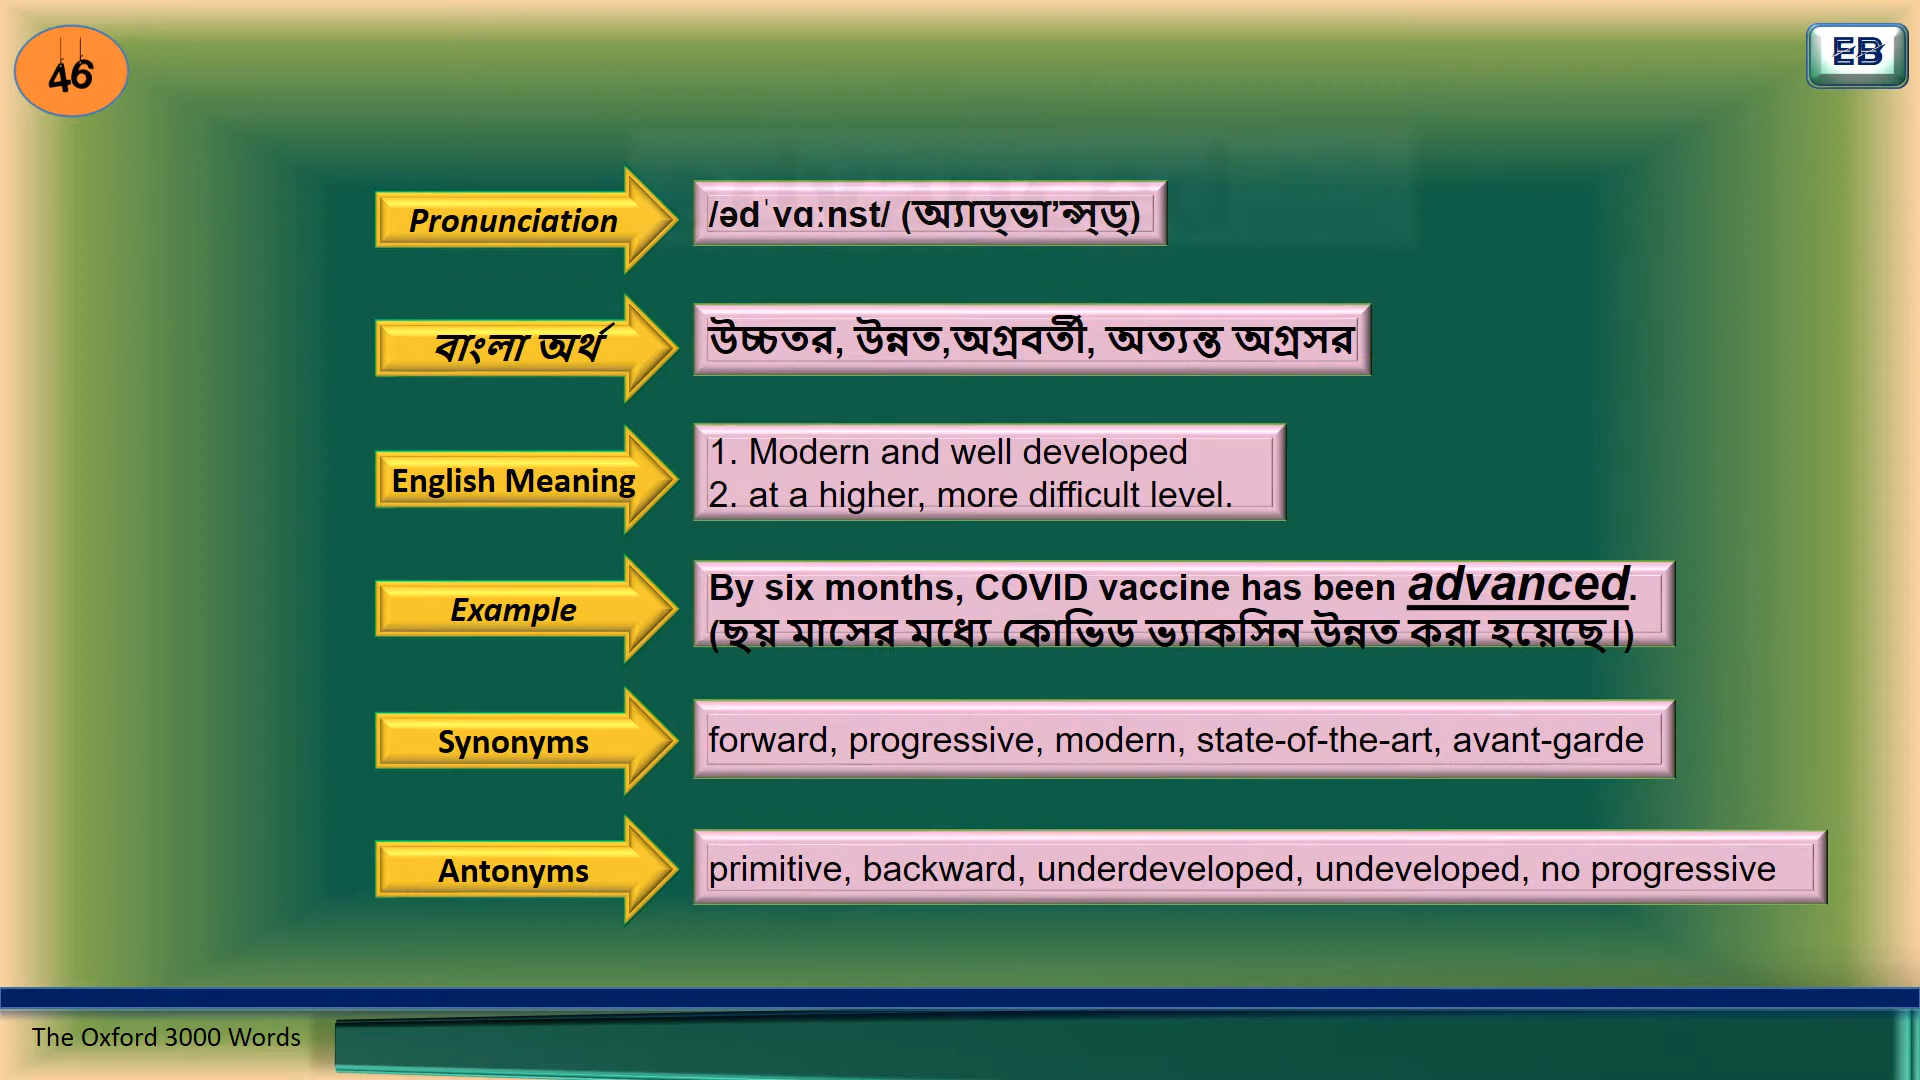 46
EB
Pronunciation
/ədˈvɑːnst/ (অ্যাড্‌ভা’ন্স্‌ড্‌)
বাংলা অর্থ
উচ্চতর, উন্নত,অগ্রবর্তী, অত্যন্ত অগ্রসর
English Meaning
1. Modern and well developed
2. at a higher, more difficult level.
Example
By six months, COVID vaccine has been advanced.
(ছয় মাসের মধ্যে কোভিড ভ্যাকসিন উন্নত করা হয়েছে।)
Synonyms
forward, progressive, modern, state-of-the-art, avant-garde
Antonyms
primitive, backward, underdeveloped, undeveloped, no progressive
The Oxford 3000 Words